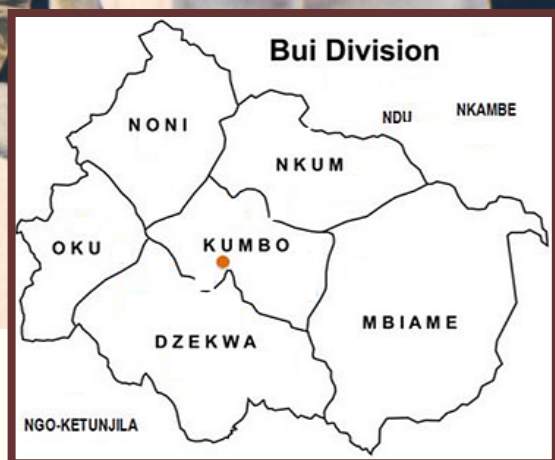 Bui Division
NDU
NKAMBE
NONI
NKUM
OKU
KUMBO
MBIAME
DZEKWA
NGO-KETUNJILA